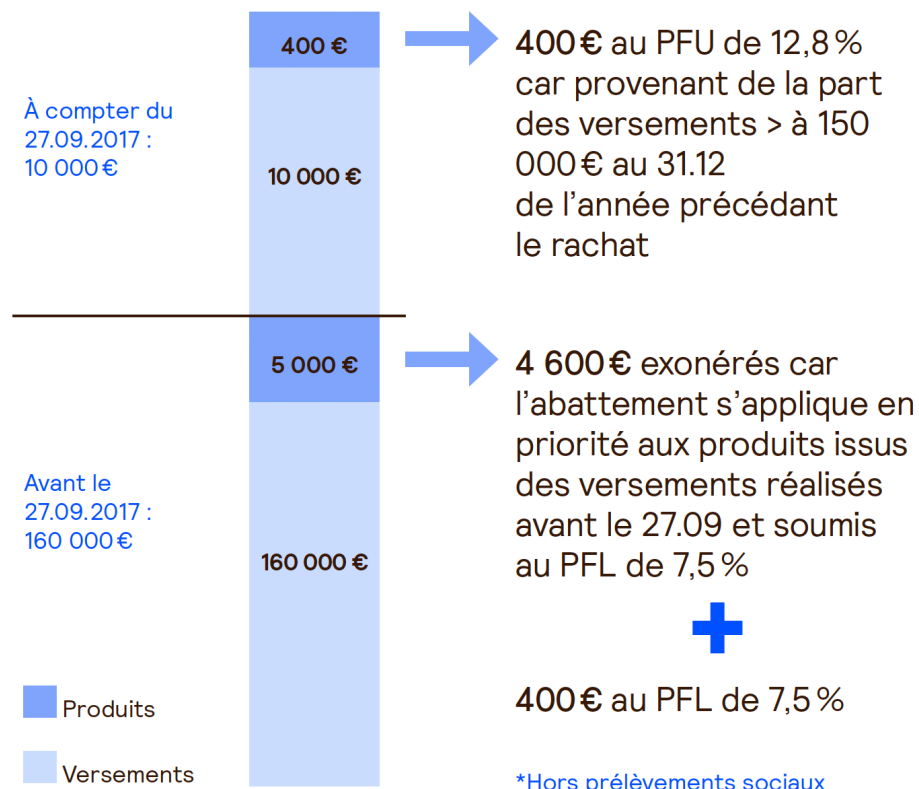 400 €
400 € au PFU de 12,8 %
car provenant de la part
des versements > à 150
000 € au 31.12
de l’année précédant
le rachat
À compter du
27.09.2017 :
10 000 €
10 000 €
5 000 €
4 600 € exonérés car
l’abattement s’applique en
priorité aux produits issus
des versements réalisés
avant le 27.09 et soumis
au PFL de 7,5 %
Avant le
27.09.2017 :
160 000 €
160 000 €
400 € au PFL de 7,5 %
Produits
Versements
*Hors prélèvements sociaux